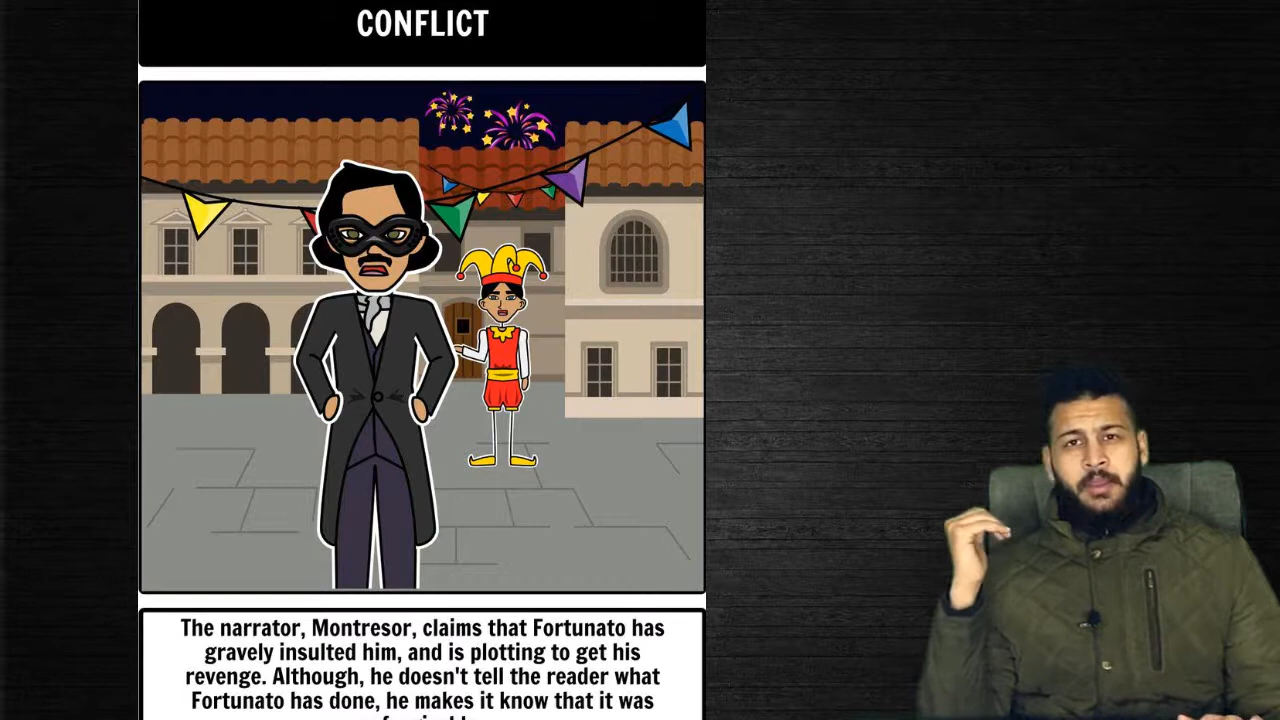 CONFLICT
The narrator, Montresor, claims that Fortunato has
gravely insulted him, and is plotting to get his
revenge. Although, he doesn't tell the reader what
Fortunato has done, he makes it know that it was